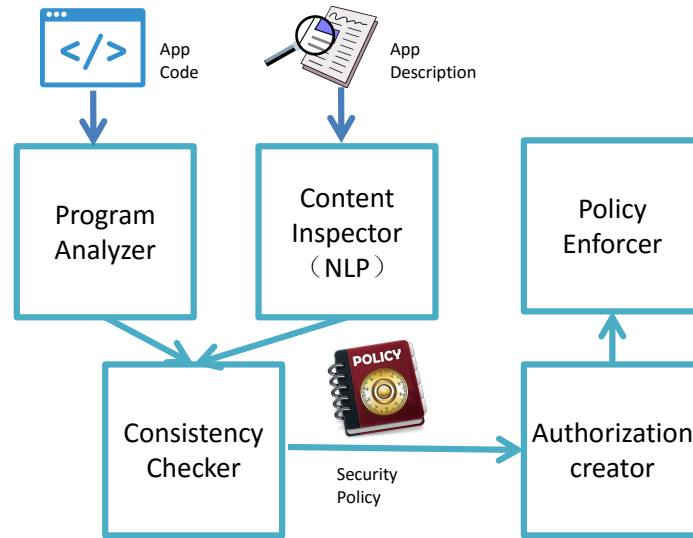 </>
App
Code
App
Description
Program
Analyzer
Content
Inspector
（NLP）
Policy
Enforcer
POLICY
Consistency
Checker
Security
Policy
Authorization
creator